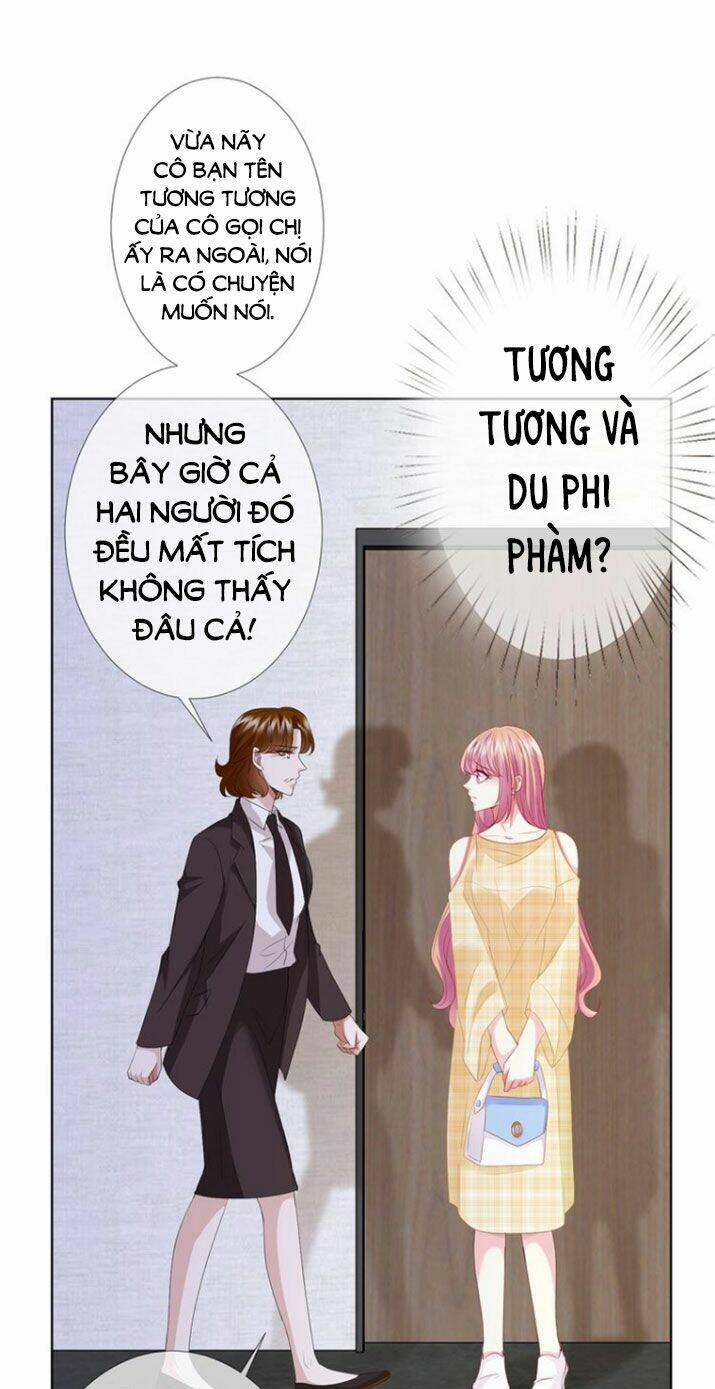 VỪA NÃY
CÔ BẠN TÊN
TƯƠNG TƯƠNG
CỦA CÔ GỌI CHỊ
ẤY RA NGOÀI, NÓI
LÀ CÓ CHUYỆN
MUỐN NÓI.
NHƯNG
BÂY GIỜ CẢ
HAI NGƯỜI ĐÓ
ĐỀU MẤT TÍCH
KHÔNG THẤY
ĐÂU CẢ!
TƯƠNG
TƯƠNG VÀ
DU PHI
PHÀM?